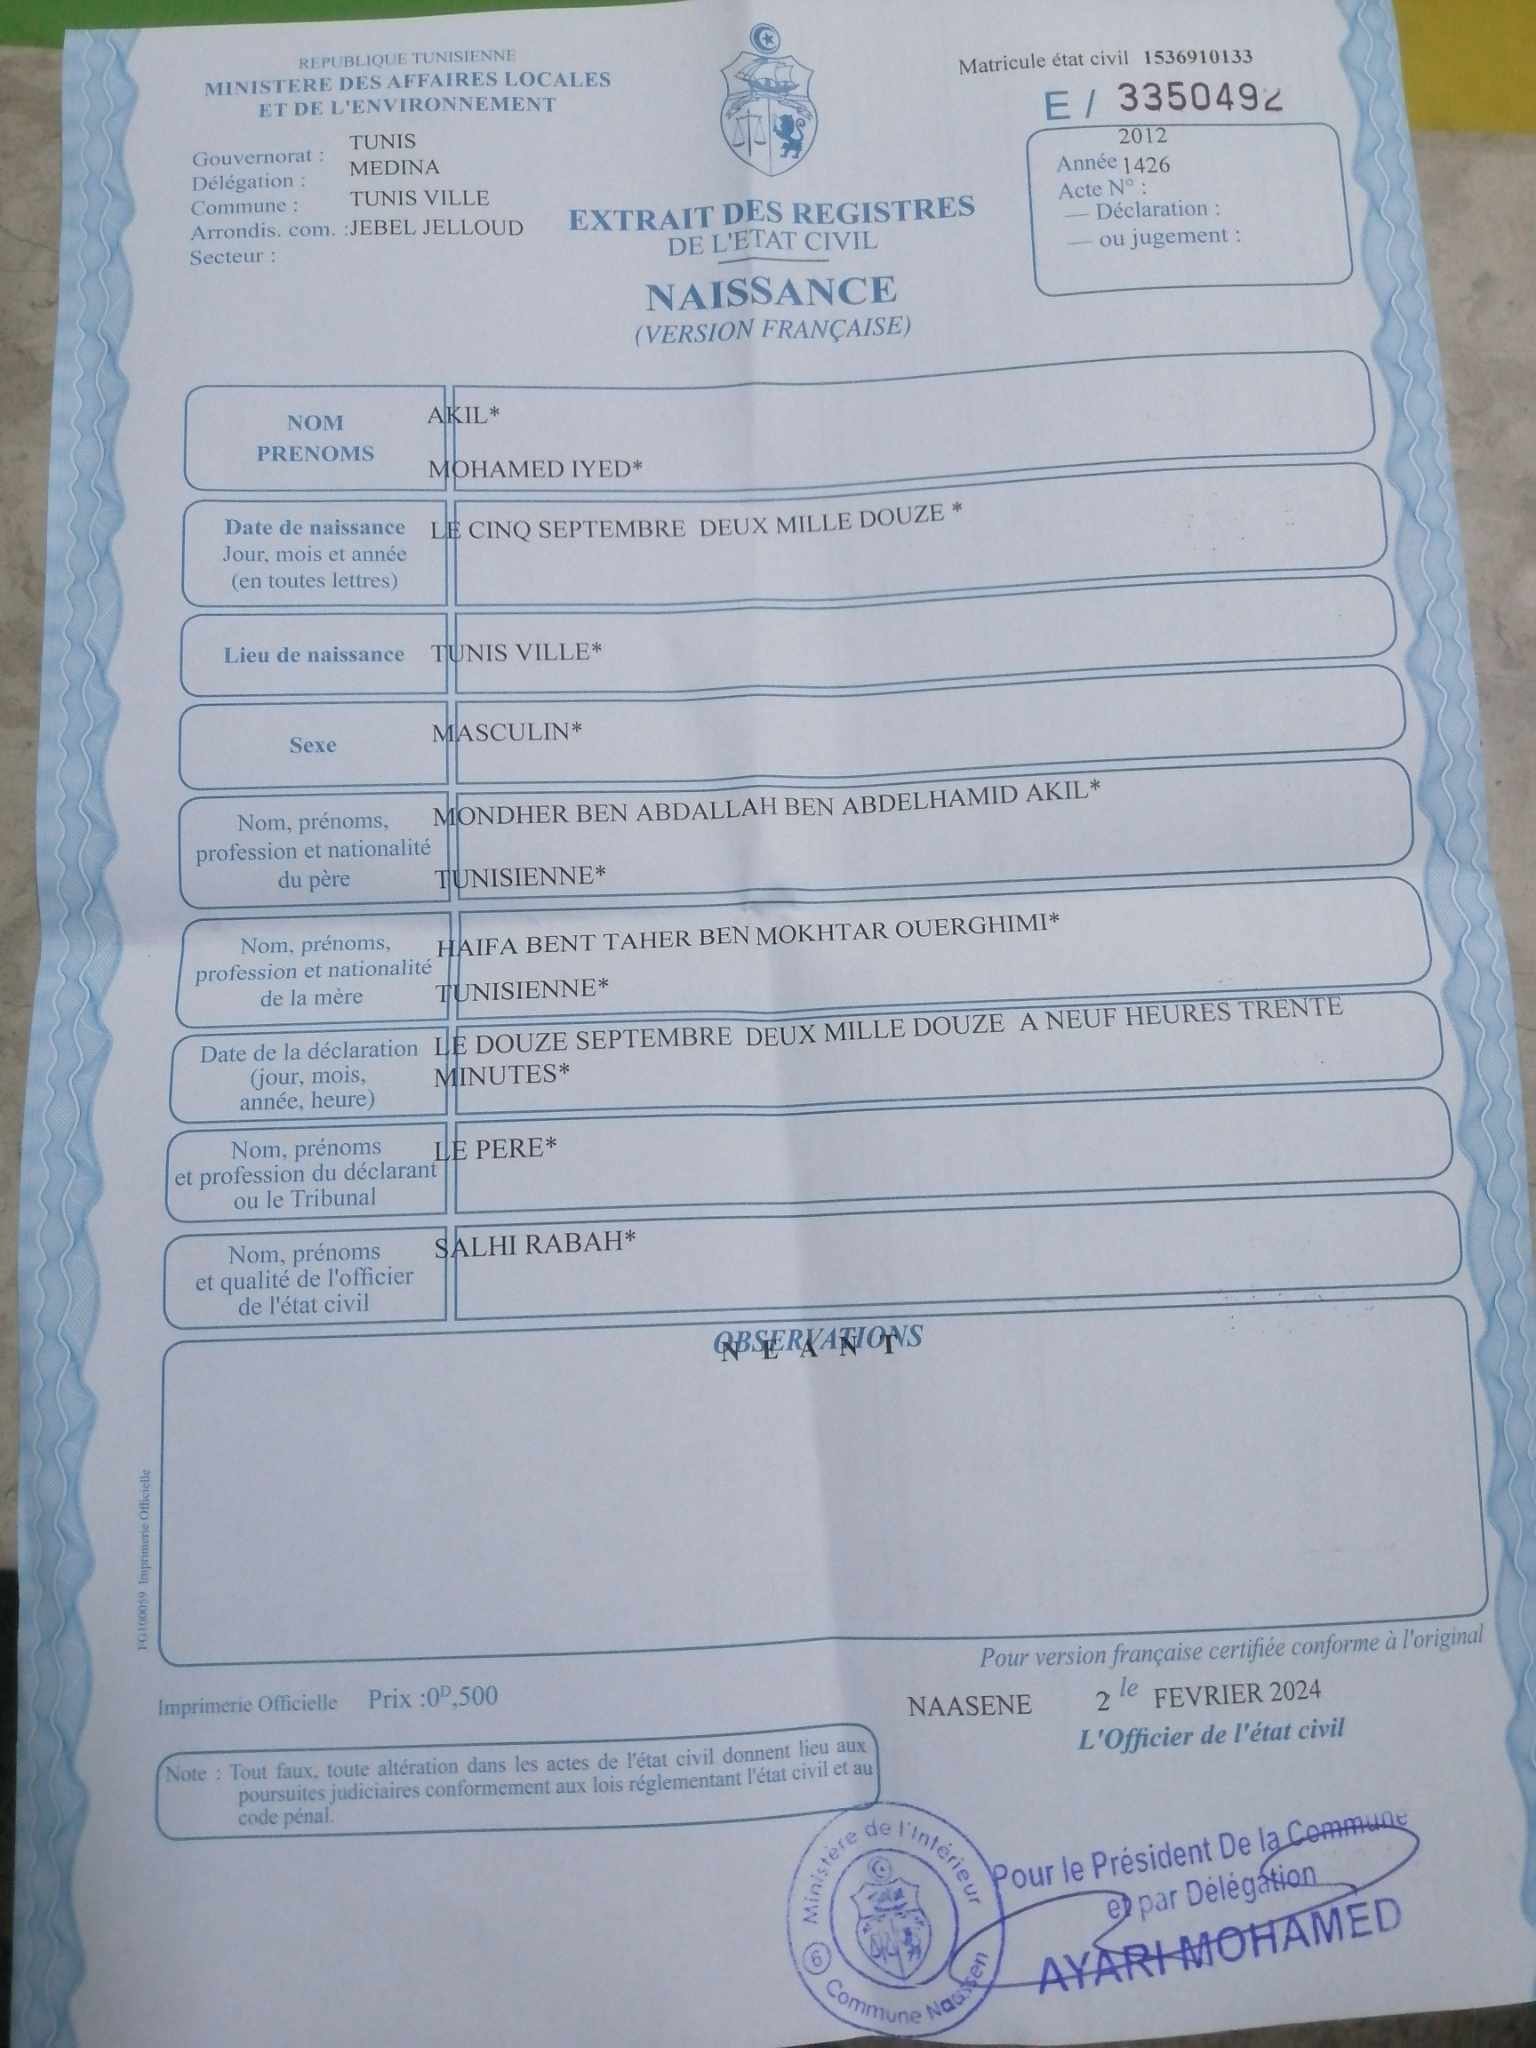 REPUBLIQUE TUNISIENNE
MINISTERE DES AFFAIRES LOCALES
ET DE L'ENVIRONNEMENT
Gouvernorat : TUNIS
Délégation : MEDINA
Commune : TUNIS VILLE
Arrondis. com. : JEBEL JELLOUD
Secteur :
EXTRAIT DES REGISTRES
DE L'ETAT CIVIL
NAISSANCE
(VERSION FRANÇAISE)
Matricule état civil 1536910133
E / 3350492
2012
Année 1426
Acte N° :
— Déclaration :
— ou jugement :
NOM
PRENOMS
AKIL*
MOHAMED IYED*
Date de naissance
Jour, mois et année
(en toutes lettres)
LE CINQ SEPTEMBRE DEUX MILLE DOUZE *
Lieu de naissance
TUNIS VILLE*
Sexe
MASCULIN*
Nom, prénoms,
profession et nationalité
du père
MONDHER BEN ABDALLAH BEN ABDELHAMID AKIL*
TUNISIENNE*
Nom, prénoms,
profession et nationalité
de la mère
HAIFA BENT TAHER BEN MOKHTAR OUERGHIMI*
TUNISIENNE*
Date de la déclaration
(jour, mois,
année, heure)
LE DOUZE SEPTEMBRE DEUX MILLE DOUZE A NEUF HEURES TRENTE
MINUTES*
Nom, prénoms
et profession du déclarant
ou le Tribunal
LE PERE*
Nom, prénoms
et qualité de l'officier
de l'état civil
SALHI RABAH*
OBSERVATIONS
N E A N T
FG100059 Imprimerie Officielle
Pour version française certifiée conforme à l'original
Imprimerie Officielle Prix :0ᴰ,500
NAASENE 2 le FEVRIER 2024
L'Officier de l'état civil
Note : Tout faux, toute altération dans les actes de l'état civil donnent lieu aux
poursuites judiciaires conformement aux lois réglementant l'état civil et au
code pénal.
Ministère de l'Intérieur
6 Commune Naassen
Pour le Président De la Commune
et par Délégation
AYARI MOHAMED